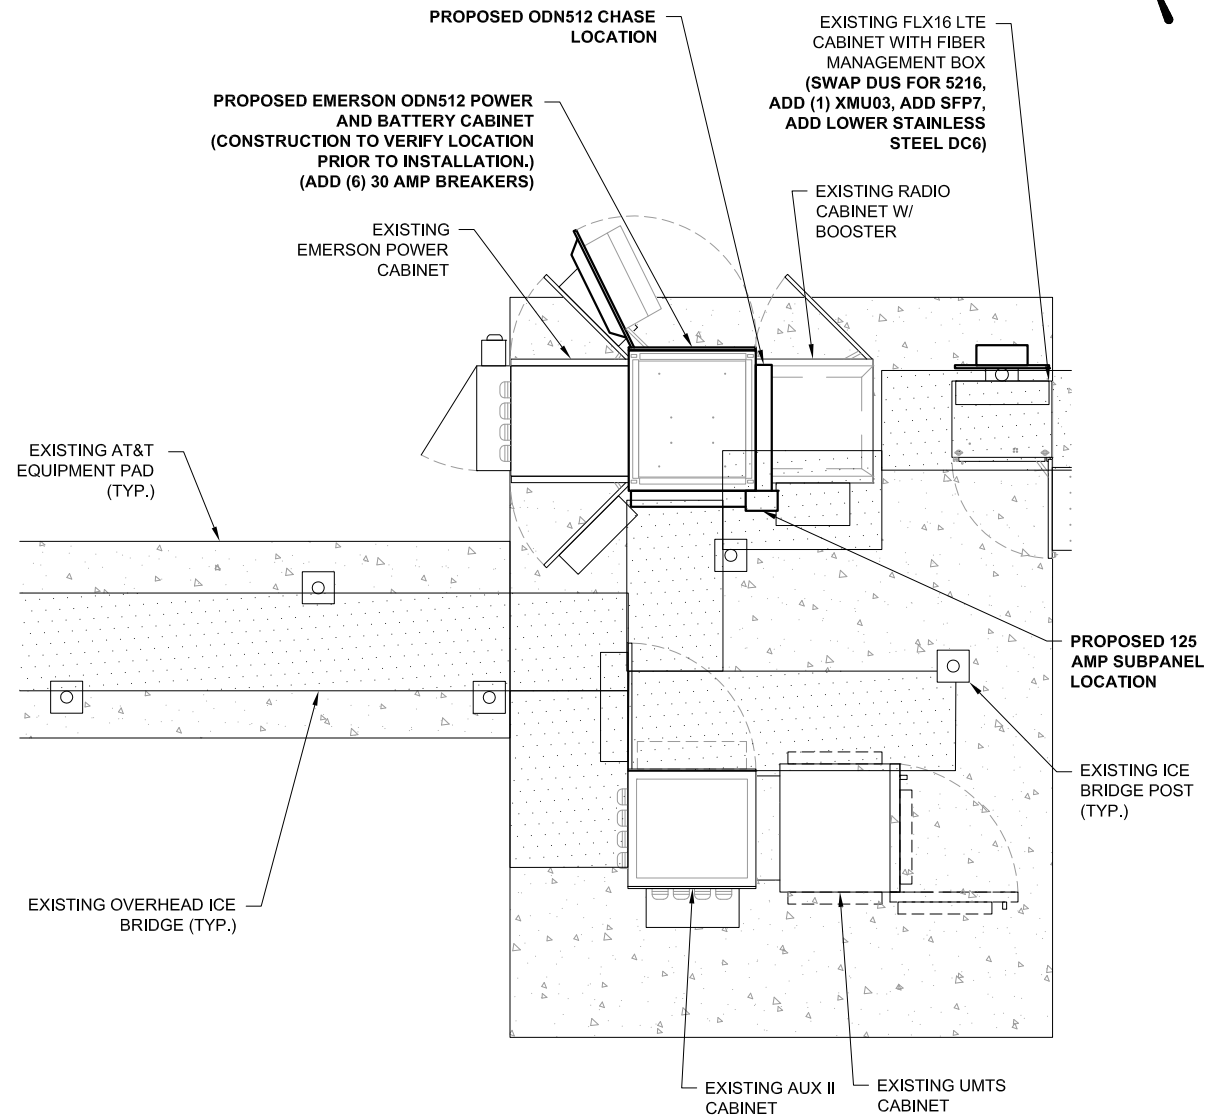 PROPOSED ODN512 CHASE
LOCATION
EXISTING FLX16 LTE
CABINET WITH FIBER
MANAGEMENT BOX
(SWAP DUS FOR 5216,
ADD (1) XMU03, ADD SFP7,
ADD LOWER STAINLESS
STEEL DC6)
PROPOSED EMERSON ODN512 POWER
AND BATTERY CABINET
(CONSTRUCTION TO VERIFY LOCATION
PRIOR TO INSTALLATION.)
(ADD (6) 30 AMP BREAKERS)
EXISTING RADIO
CABINET W/
BOOSTER
EXISTING
EMERSON POWER
CABINET
EXISTING AT&T
EQUIPMENT PAD
(TYP.)
PROPOSED 125
AMP SUBPANEL
LOCATION
EXISTING ICE
BRIDGE POST
(TYP.)
EXISTING OVERHEAD ICE
BRIDGE (TYP.)
EXISTING AUX II
CABINET
EXISTING UMTS
CABINET